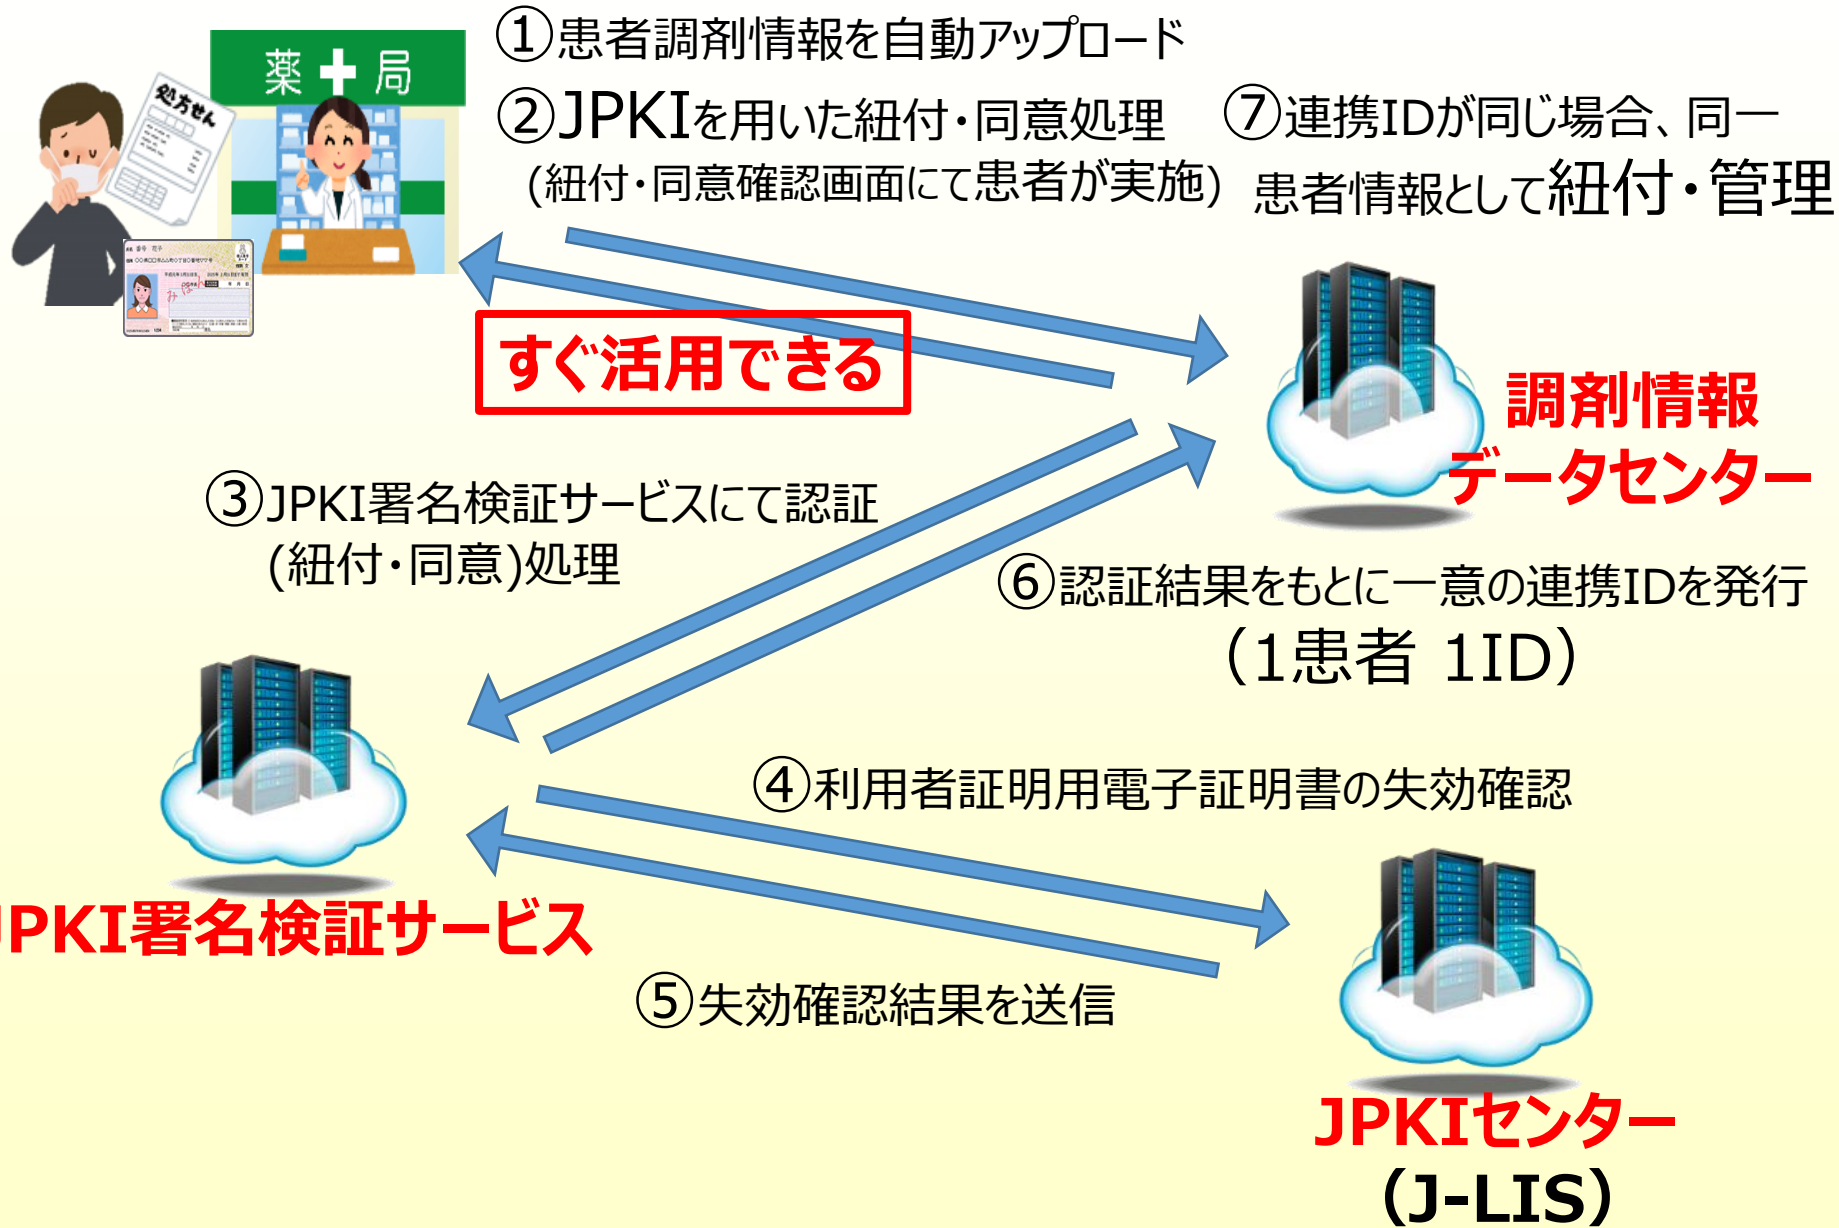 薬 局
処方せん
①患者調剤情報を自動アップロード
②JPKIを用いた紐付・同意処理
(紐付・同意確認画面にて患者が実施)
⑦連携IDが同じ場合、同一
患者情報として紐付・管理
すぐ活用できる
調剤情報
データセンター
③JPKI署名検証サービスにて認証
(紐付・同意)処理
⑥認証結果をもとに一意の連携IDを発行
（1患者 1ID）
④利用者証明用電子証明書の失効確認
JPKI署名検証サービス
⑤失効確認結果を送信
JPKIセンター
（J-LIS）
番号 花子
みほん
1234